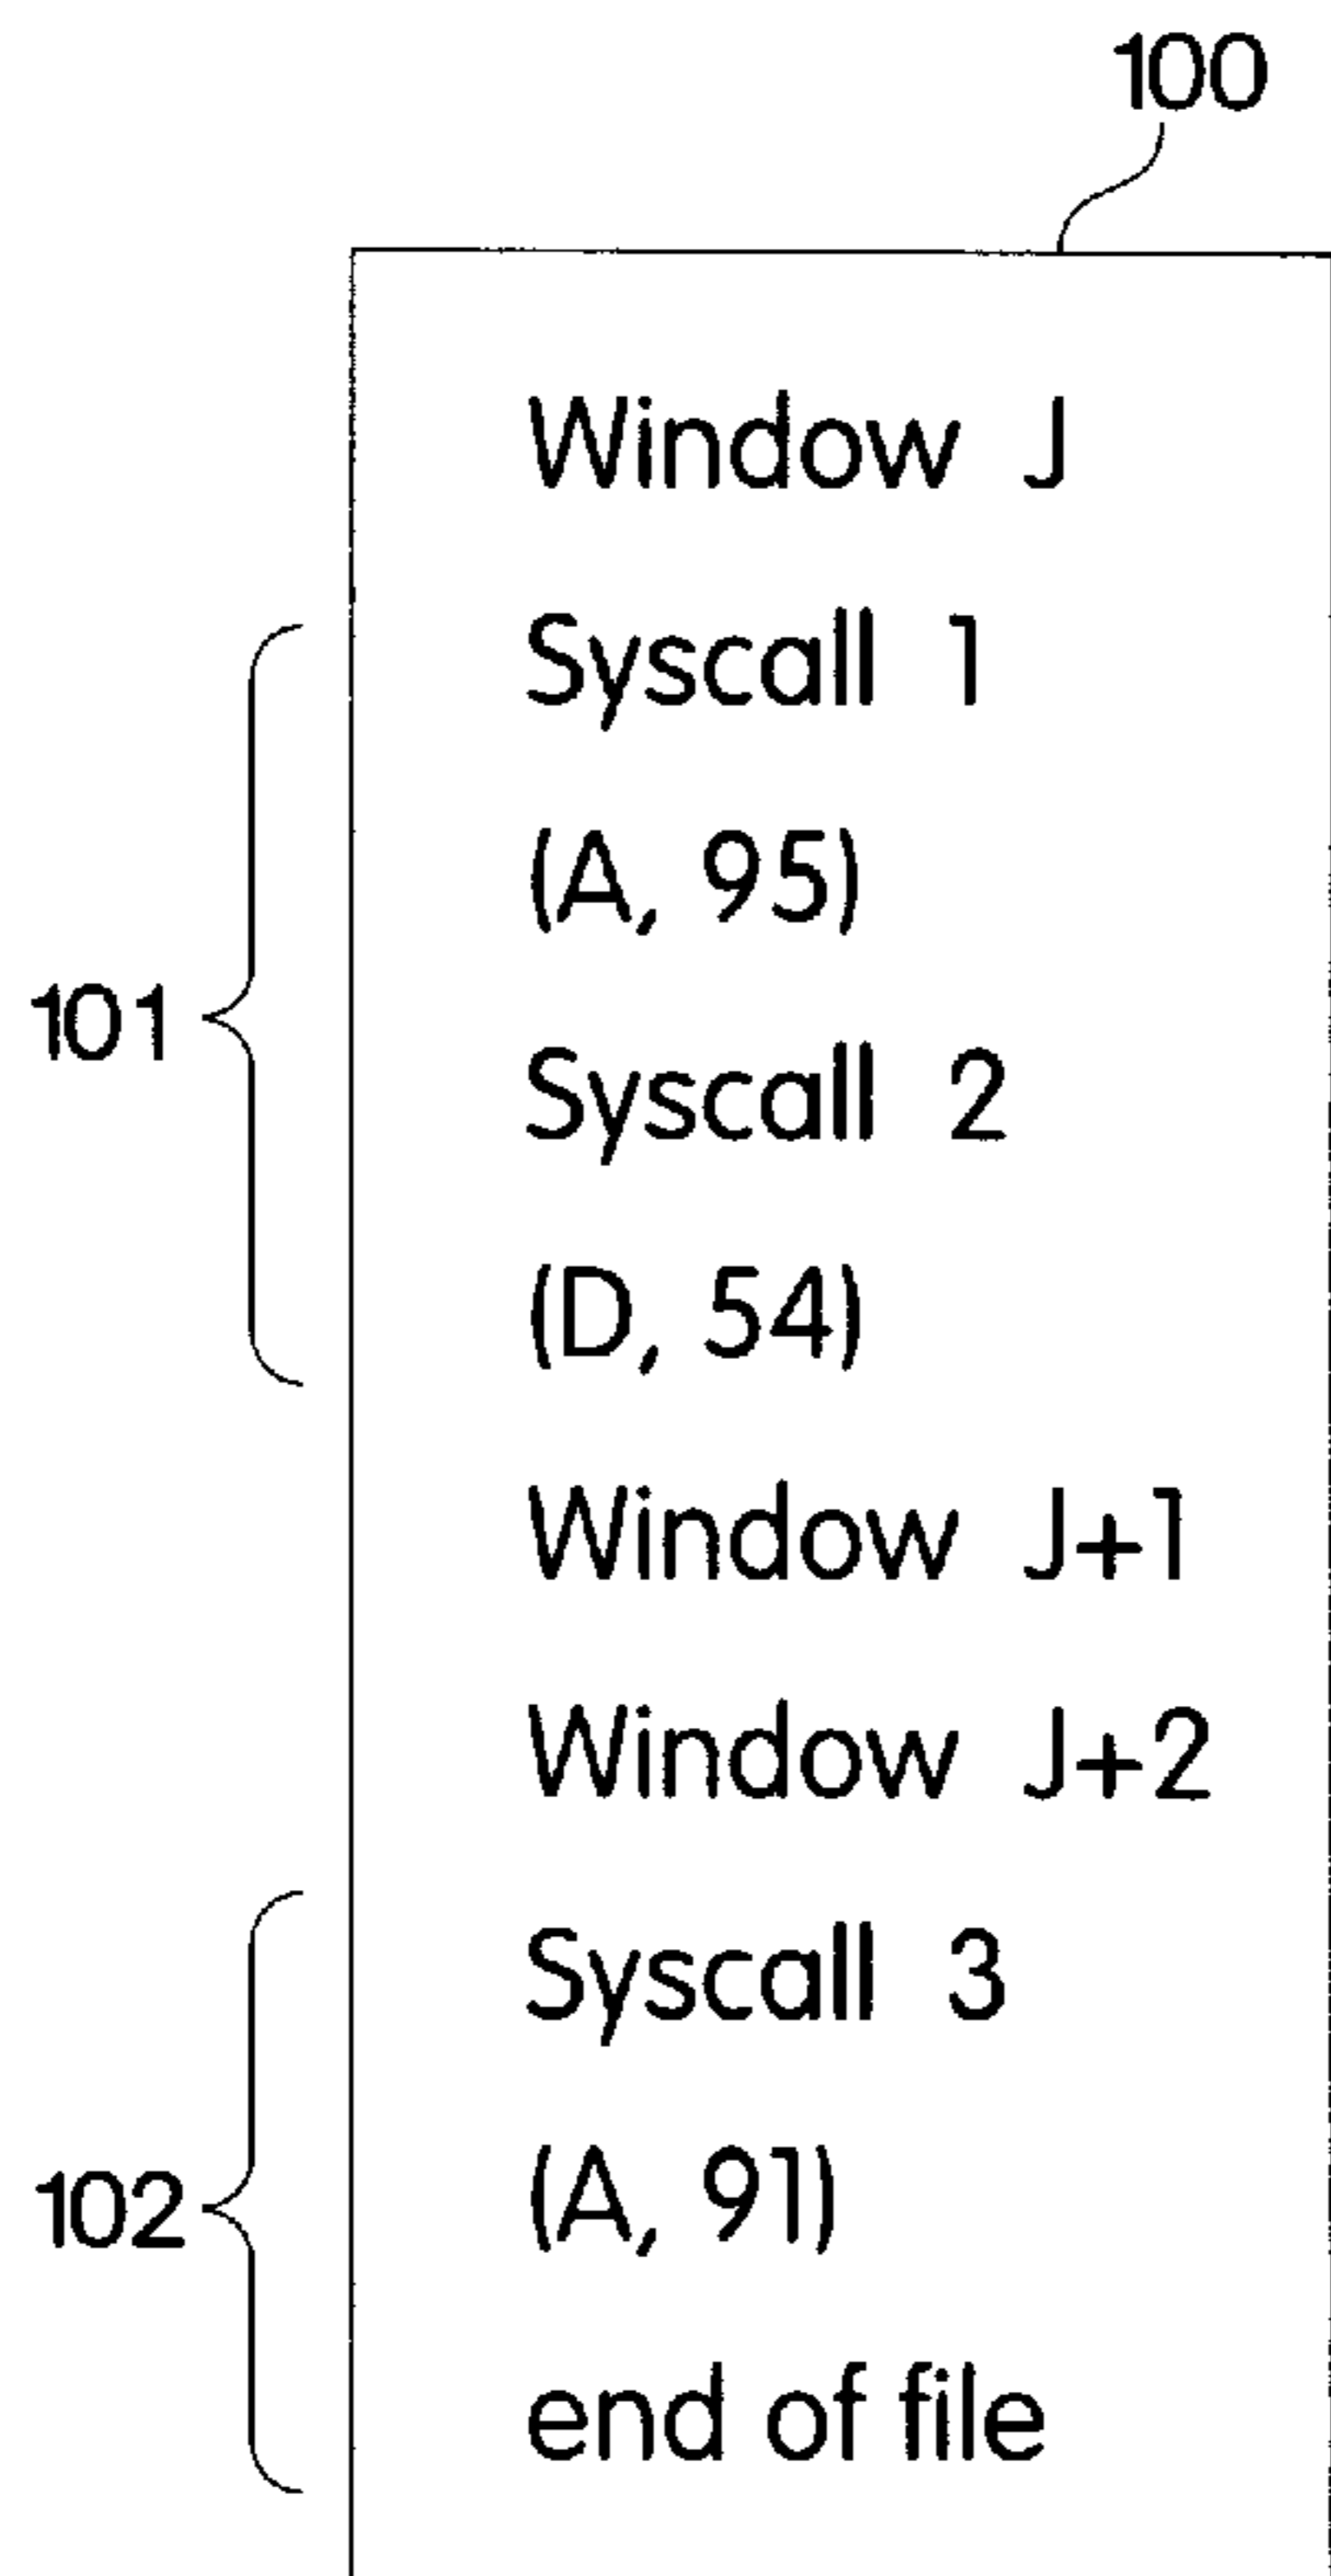 100
Window J
Syscall 1
(A, 95)
101
Syscall 2
(D, 54)
Window J+1
Window J+2
Syscall 3
(A, 91)
102
end of file